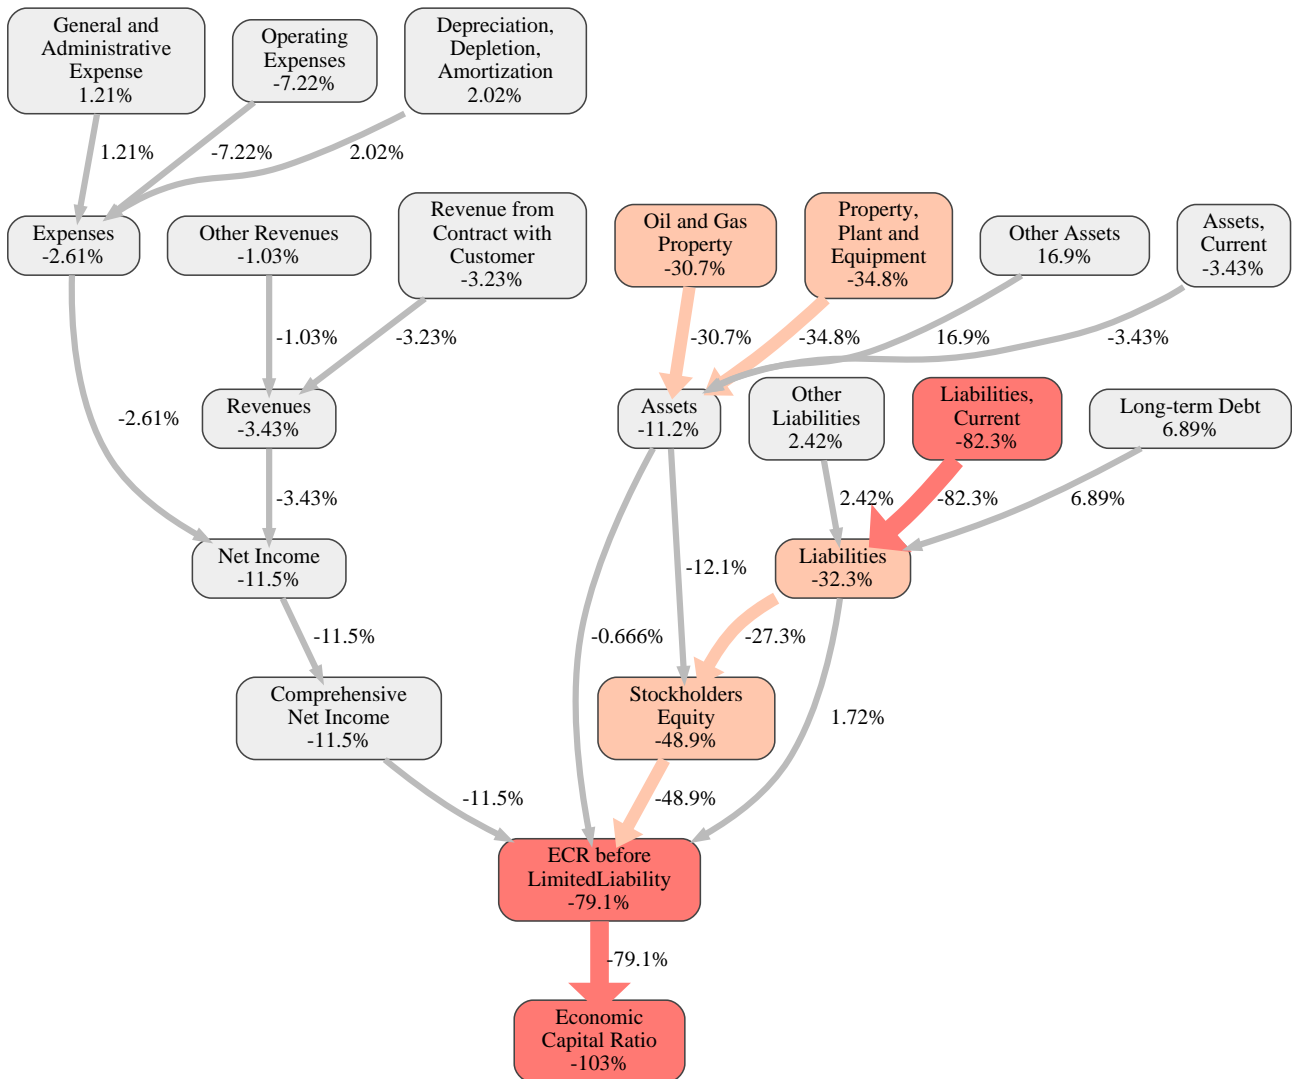 General and
Administrative
Expense
1.21%
Operating
Expenses
-7.22%
Depreciation,
Depletion,
Amortization
2.02%
1.21%
-7.22%
2.02%
Expenses
-2.61%
Other Revenues
-1.03%
Revenue from
Contract with
Customer
-3.23%
Oil and Gas
Property
-30.7%
Property,
Plant and
Equipment
-34.8%
Other Assets
16.9%
Assets,
Current
-3.43%
-1.03%
-3.23%
-30.7%
-34.8%
16.9%
-3.43%
-2.61%
Revenues
-3.43%
Assets
-11.2%
Other
Liabilities
2.42%
Liabilities,
Current
-82.3%
Long-term Debt
6.89%
-3.43%
2.42%
-82.3%
6.89%
Net Income
-11.5%
-12.1%
Liabilities
-32.3%
-11.5%
-0.666%
-27.3%
Comprehensive
Net Income
-11.5%
Stockholders
Equity
-48.9%
1.72%
-11.5%
-48.9%
ECR before
LimitedLiability
-79.1%
-79.1%
Economic
Capital Ratio
-103%